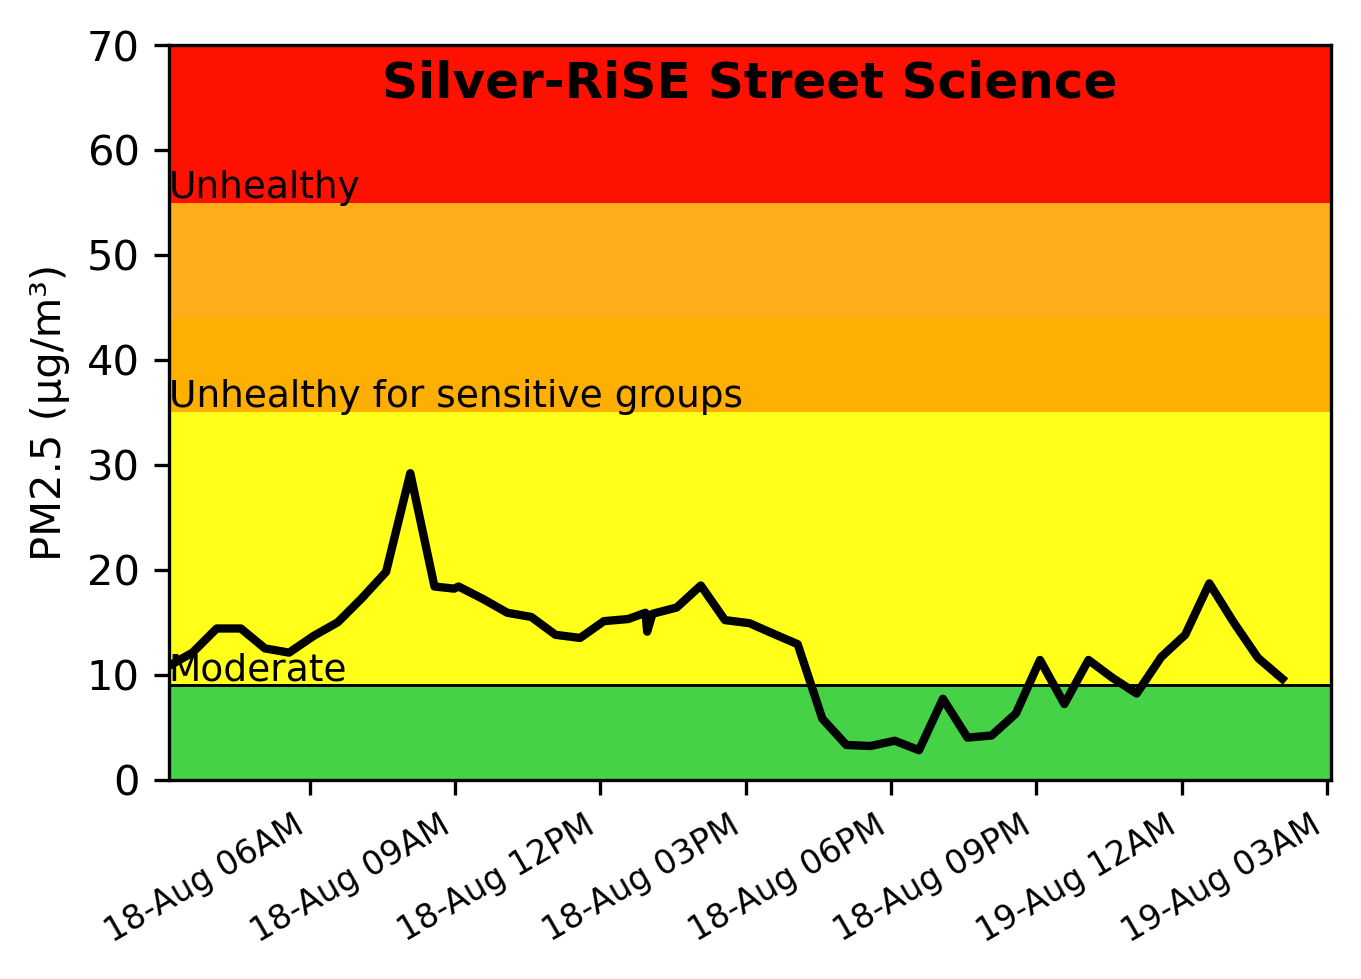 Silver-RiSE Street Science
PM2.5 (µg/m³)
70
60
50
40
30
20
10
0
Unhealthy
Unhealthy for sensitive groups
Moderate
18-Aug 06AM
18-Aug 09AM
18-Aug 12PM
18-Aug 03PM
18-Aug 06PM
18-Aug 09PM
19-Aug 12AM
19-Aug 03AM